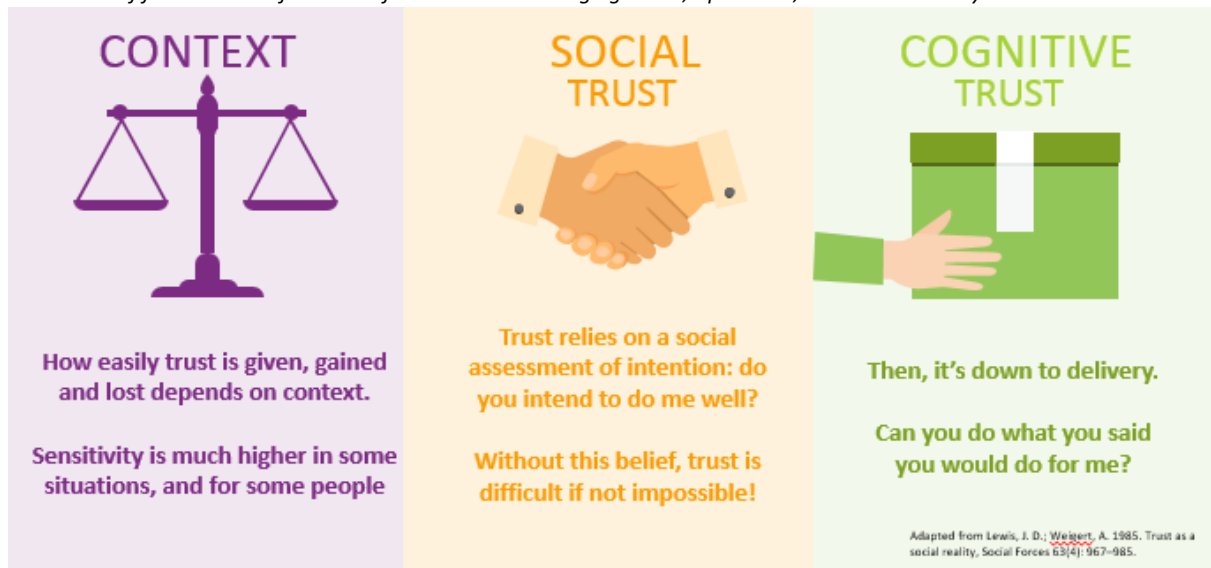 CONTEXT
How easily trust is given, gained
and lost depends on context.
Sensitivity is much higher in some
situations, and for some people
SOCIAL
TRUST
Trust relies on a social
assessment of intention: do
you intend to do me well?
Without this belief, trust is
difficult if not impossible!
COGNITIVE
TRUST
Then, it’s down to delivery.
Can you do what you said
you would do for me?
Adapted from Lewis, J. D.; Weigert, A. 1985. Trust as a
social reality, Social Forces 63(4): 967–985.